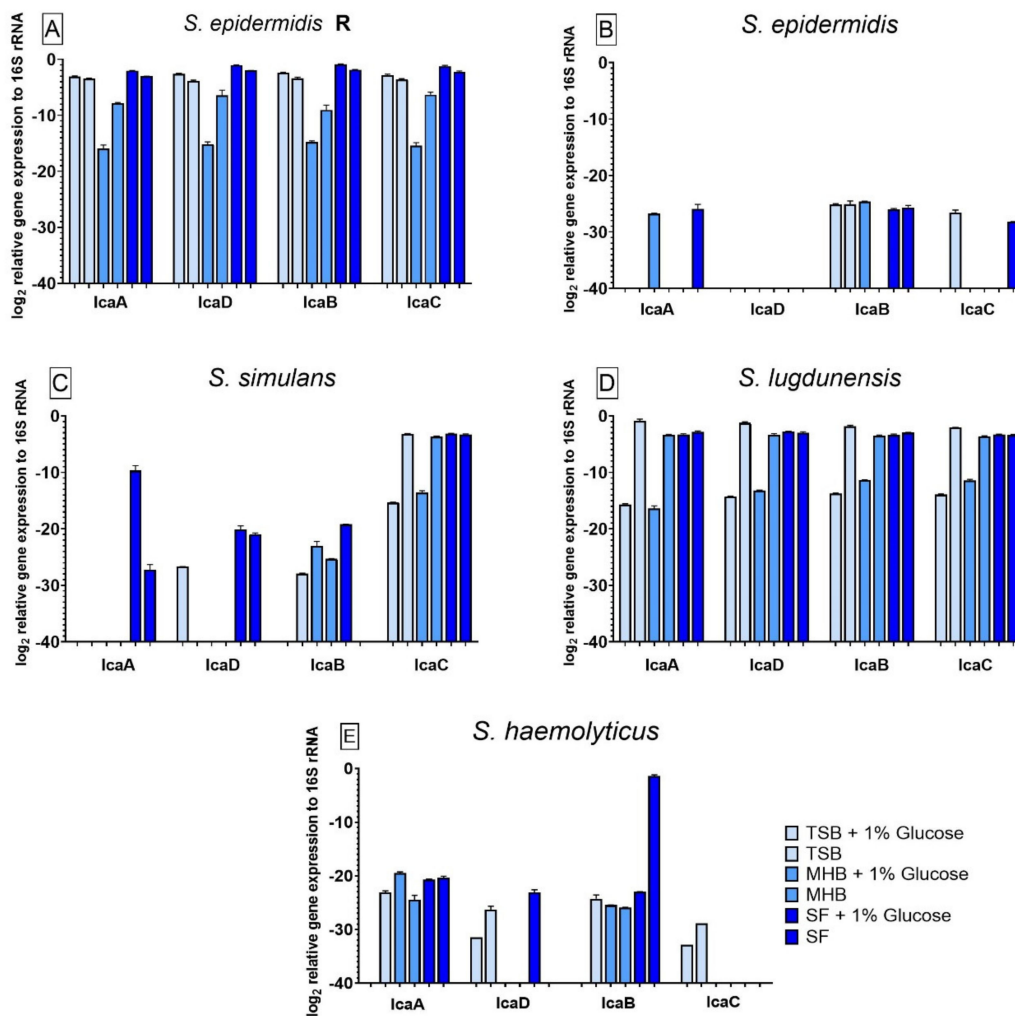 A
S. epidermidis R
log2 relative gene expression to 16S rRNA
0
-10
-20
-30
-40
IcaA IcaD IcaB IcaC
B
S. epidermidis
log2 relative gene expression to 16S rRNA
0
-10
-20
-30
-40
IcaA IcaD IcaB IcaC
C
S. simulans
log2 relative gene expression to 16S rRNA
0
-10
-20
-30
-40
IcaA IcaD IcaB IcaC
D
S. lugdunensis
log2 relative gene expression to 16S rRNA
0
-10
-20
-30
-40
IcaA IcaD IcaB IcaC
E
S. haemolyticus
log2 relative gene expression to 16S rRNA
0
-10
-20
-30
-40
IcaA IcaD IcaB IcaC
TSB + 1% Glucose
TSB
MHB + 1% Glucose
MHB
SF + 1% Glucose
SF